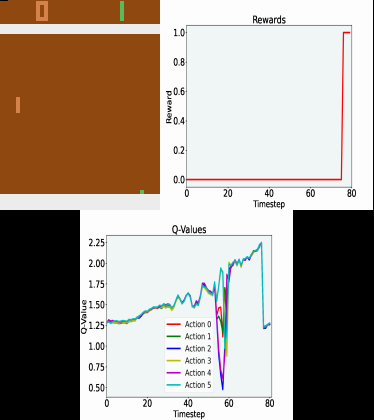 0 1
Rewards
1.0
0.8
0.6
0.4
0.2
0.0
Reward
0 20 40 60 80
Timestep
Q-Values
2.25
2.00
1.75
1.50
1.25
1.00
0.75
0.50
Q-Value
Action 0
Action 1
Action 2
Action 3
Action 4
Action 5
0 20 40 60 80
Timestep